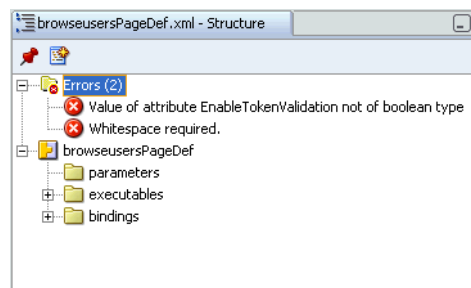 browseusersPageDef.xml - Structure
Errors (2)
Value of attribute EnableTokenValidation not of boolean type
Whitespace required.
browseusersPageDef
parameters
executables
bindings